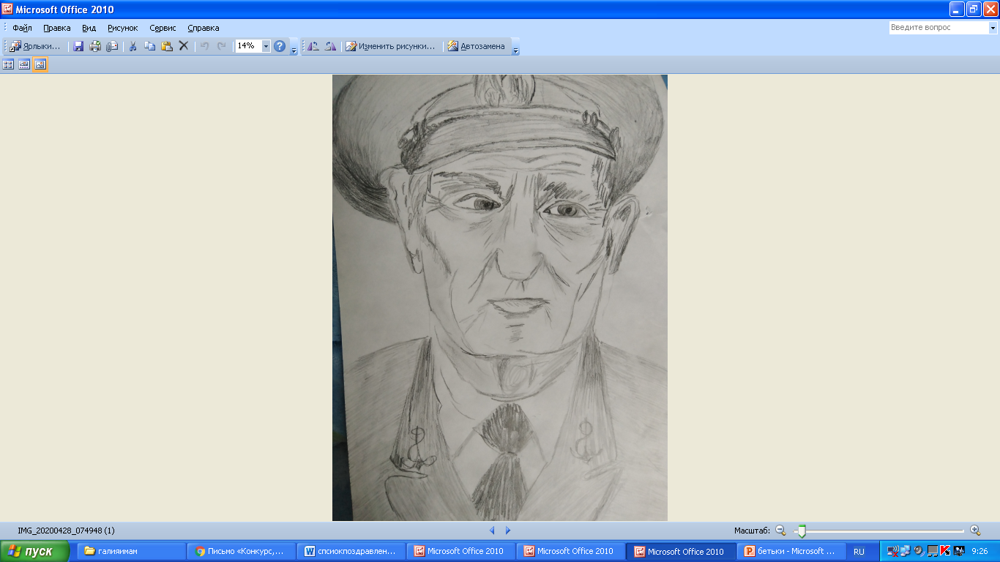 Microsoft Office 2010
Файл Правка Вид Рисунок Сервис Справка
Введите вопрос
Ярлыки... 14% Изменить рисунки... Автозамена
IMG_20200428_074948 (1)
Масштаб:
пуск галияимам Письмо «Конкурс,... спсиокпоздравлен... Microsoft Office 2010 Microsoft Office 2010 Microsoft Office 2010 бетьки - Microsoft ... RU 9:26